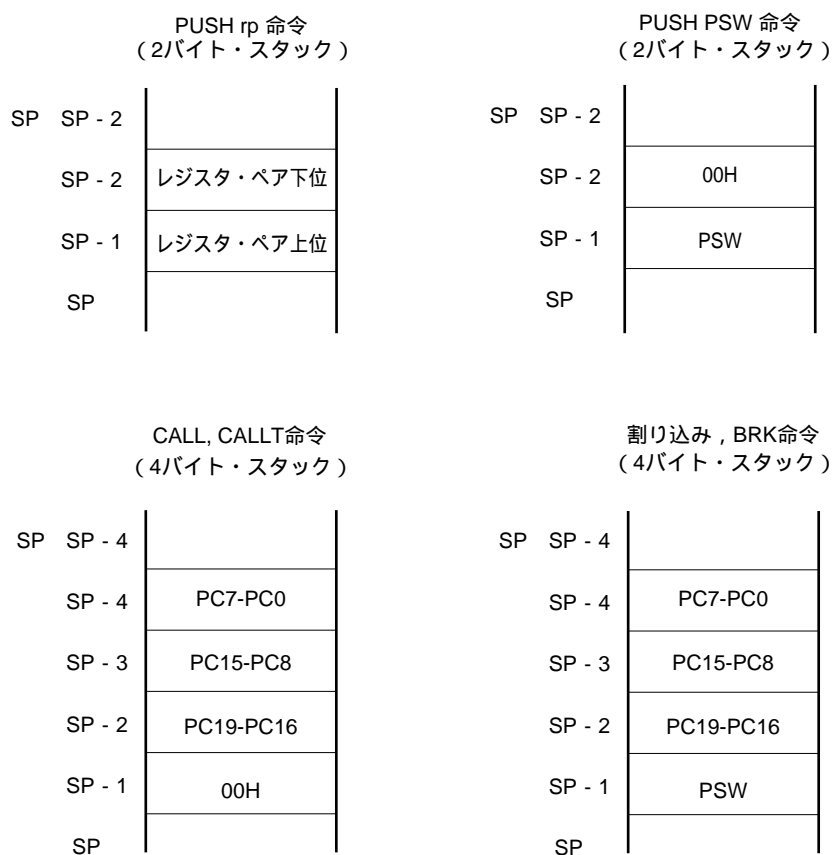 PUSH rp 命令
(2バイト・スタック)
SP SP - 2
SP - 2 レジスタ・ペア下位
SP - 1 レジスタ・ペア上位
SP
PUSH PSW 命令
(2バイト・スタック)
SP SP - 2
SP - 2 00H
SP - 1 PSW
SP
CALL, CALLT命令
(4バイト・スタック)
SP SP - 4
SP - 4 PC7-PC0
SP - 3 PC15-PC8
SP - 2 PC19-PC16
SP - 1 00H
SP
割り込み , BRK命令
(4バイト・スタック)
SP SP - 4
SP - 4 PC7-PC0
SP - 3 PC15-PC8
SP - 2 PC19-PC16
SP - 1 PSW
SP